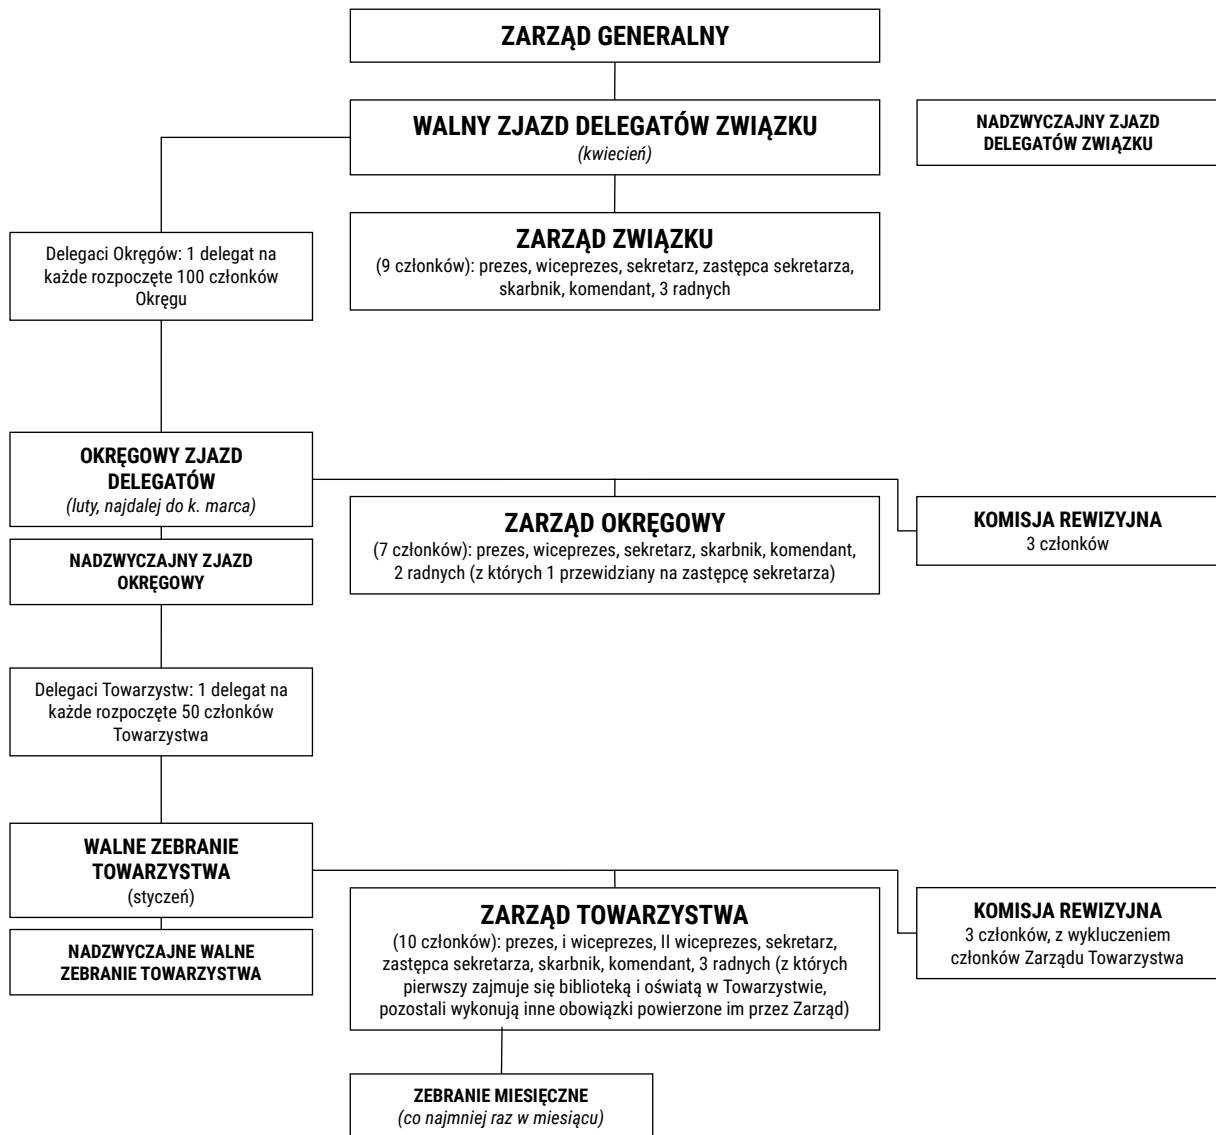 ZARZĄD GENERALNY
WALNY ZJAZD DELEGATÓW ZWIĄZKU
(kwiecień)
NADZWYCZAJNY ZJAZD
DELEGATÓW ZWIĄZKU
ZARZĄD ZWIĄZKU
(9 członków): prezes, wiceprezes, sekretarz, zastępca sekretarza,
skarbnik, komendant, 3 radnych
Delegaci Okręgów: 1 delegat na
każde rozpoczęte 100 członków
Okręgu
OKRĘGOWY ZJAZD
DELEGATÓW
(luty, najdalej do k. marca)
NADZWYCZAJNY ZJAZD
OKRĘGOWY
ZARZĄD OKRĘGOWY
(7 członków): prezes, wiceprezes, sekretarz, skarbnik, komendant,
2 radnych (z których 1 przewidziany na zastępcę sekretarza)
KOMISJA REWIZYJNA
3 członków
Delegaci Towarzystw: 1 delegat na
każde rozpoczęte 50 członków
Towarzystwa
WALNE ZEBRANIE
TOWARZYSTWA
(styczeń)
NADZWYCZAJNE WALNE
ZEBRANIE TOWARZYSTWA
ZARZĄD TOWARZYSTWA
(10 członków): prezes, i wiceprezes, II wiceprezes, sekretarz,
zastępca sekretarza, skarbnik, komendant, 3 radnych (z których
pierwszy zajmuje się biblioteką i oświatą w Towarzystwie,
pozostali wykonują inne obowiązki powierzone im przez Zarząd)
KOMISJA REWIZYJNA
3 członków, z wykluczeniem
członków Zarządu Towarzystwa
ZEBRANIE MIESIĘCZNE
(co najmniej raz w miesiącu)